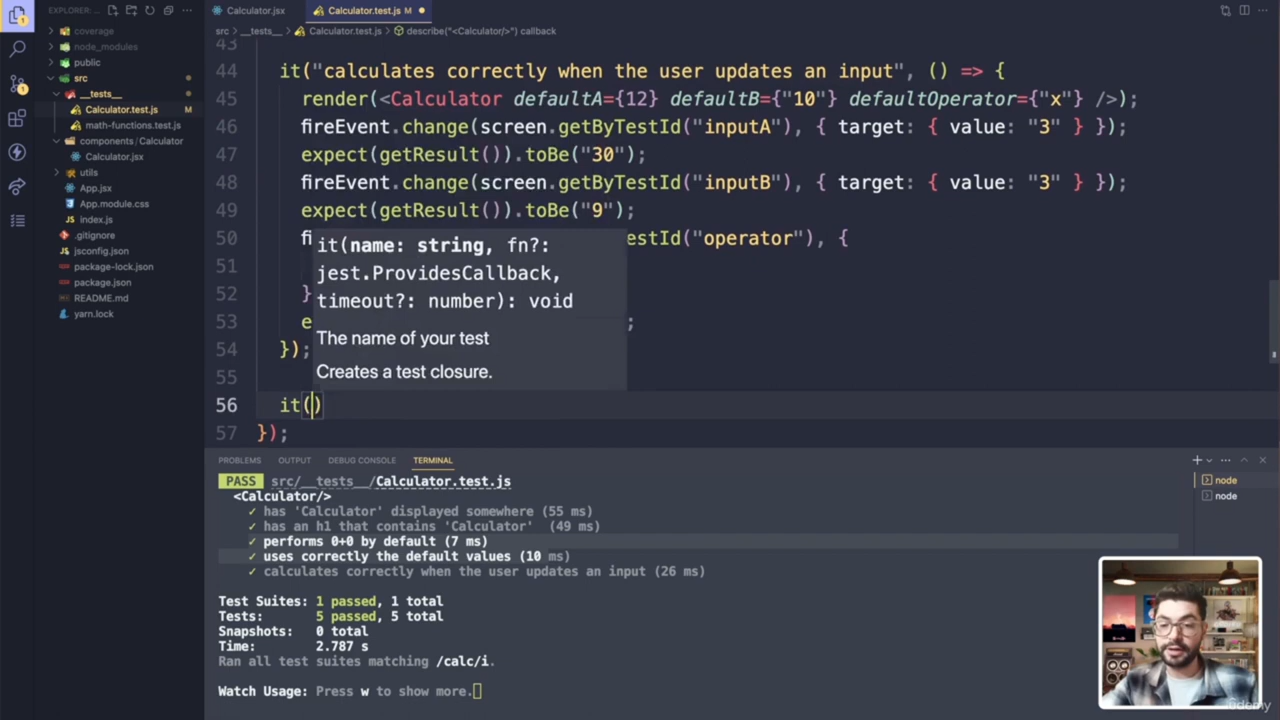 EXPLORER: ...
Calculator.jsx
Calculator.test.js M
coverage
node_modules
public
src
__tests__
Calculator.test.js M
math-functions.test.js
components / Calculator
Calculator.jsx
utils
App.jsx
App.module.css
index.js
.gitignore
jsconfig.json
package-lock.json
package.json
README.md
yarn.lock
src > __tests__ > Calculator.test.js > describe("<Calculator/>") callback
43
44 it("calculates correctly when the user updates an input", () => {
45 render(<Calculator defaultA={12} defaultB={"10"} defaultOperator={"x"} />);
46 fireEvent.change(screen.getByTestId("inputA"), { target: { value: "3" } });
47 expect(getResult()).toBe("30");
48 fireEvent.change(screen.getByTestId("inputB"), { target: { value: "3" } });
49 expect(getResult()).toBe("9");
50 fi estId("operator"), {
51
52 }
53 e ;
54 });
55
56 it()
57 });
it(name: string, fn?:
jest.ProvidesCallback,
timeout?: number): void
The name of your test
Creates a test closure.
PROBLEMS OUTPUT DEBUG CONSOLE TERMINAL
PASS src/__tests__/Calculator.test.js
<Calculator/>
✓ has 'Calculator' displayed somewhere (55 ms)
✓ has an h1 that contains 'Calculator' (49 ms)
✓ performs 0+0 by default (7 ms)
✓ uses correctly the default values (10 ms)
✓ calculates correctly when the user updates an input (26 ms)
Test Suites: 1 passed, 1 total
Tests: 5 passed, 5 total
Snapshots: 0 total
Time: 2.787 s
Ran all test suites matching /calc/i.
Watch Usage: Press w to show more.
node
node
ûdemy